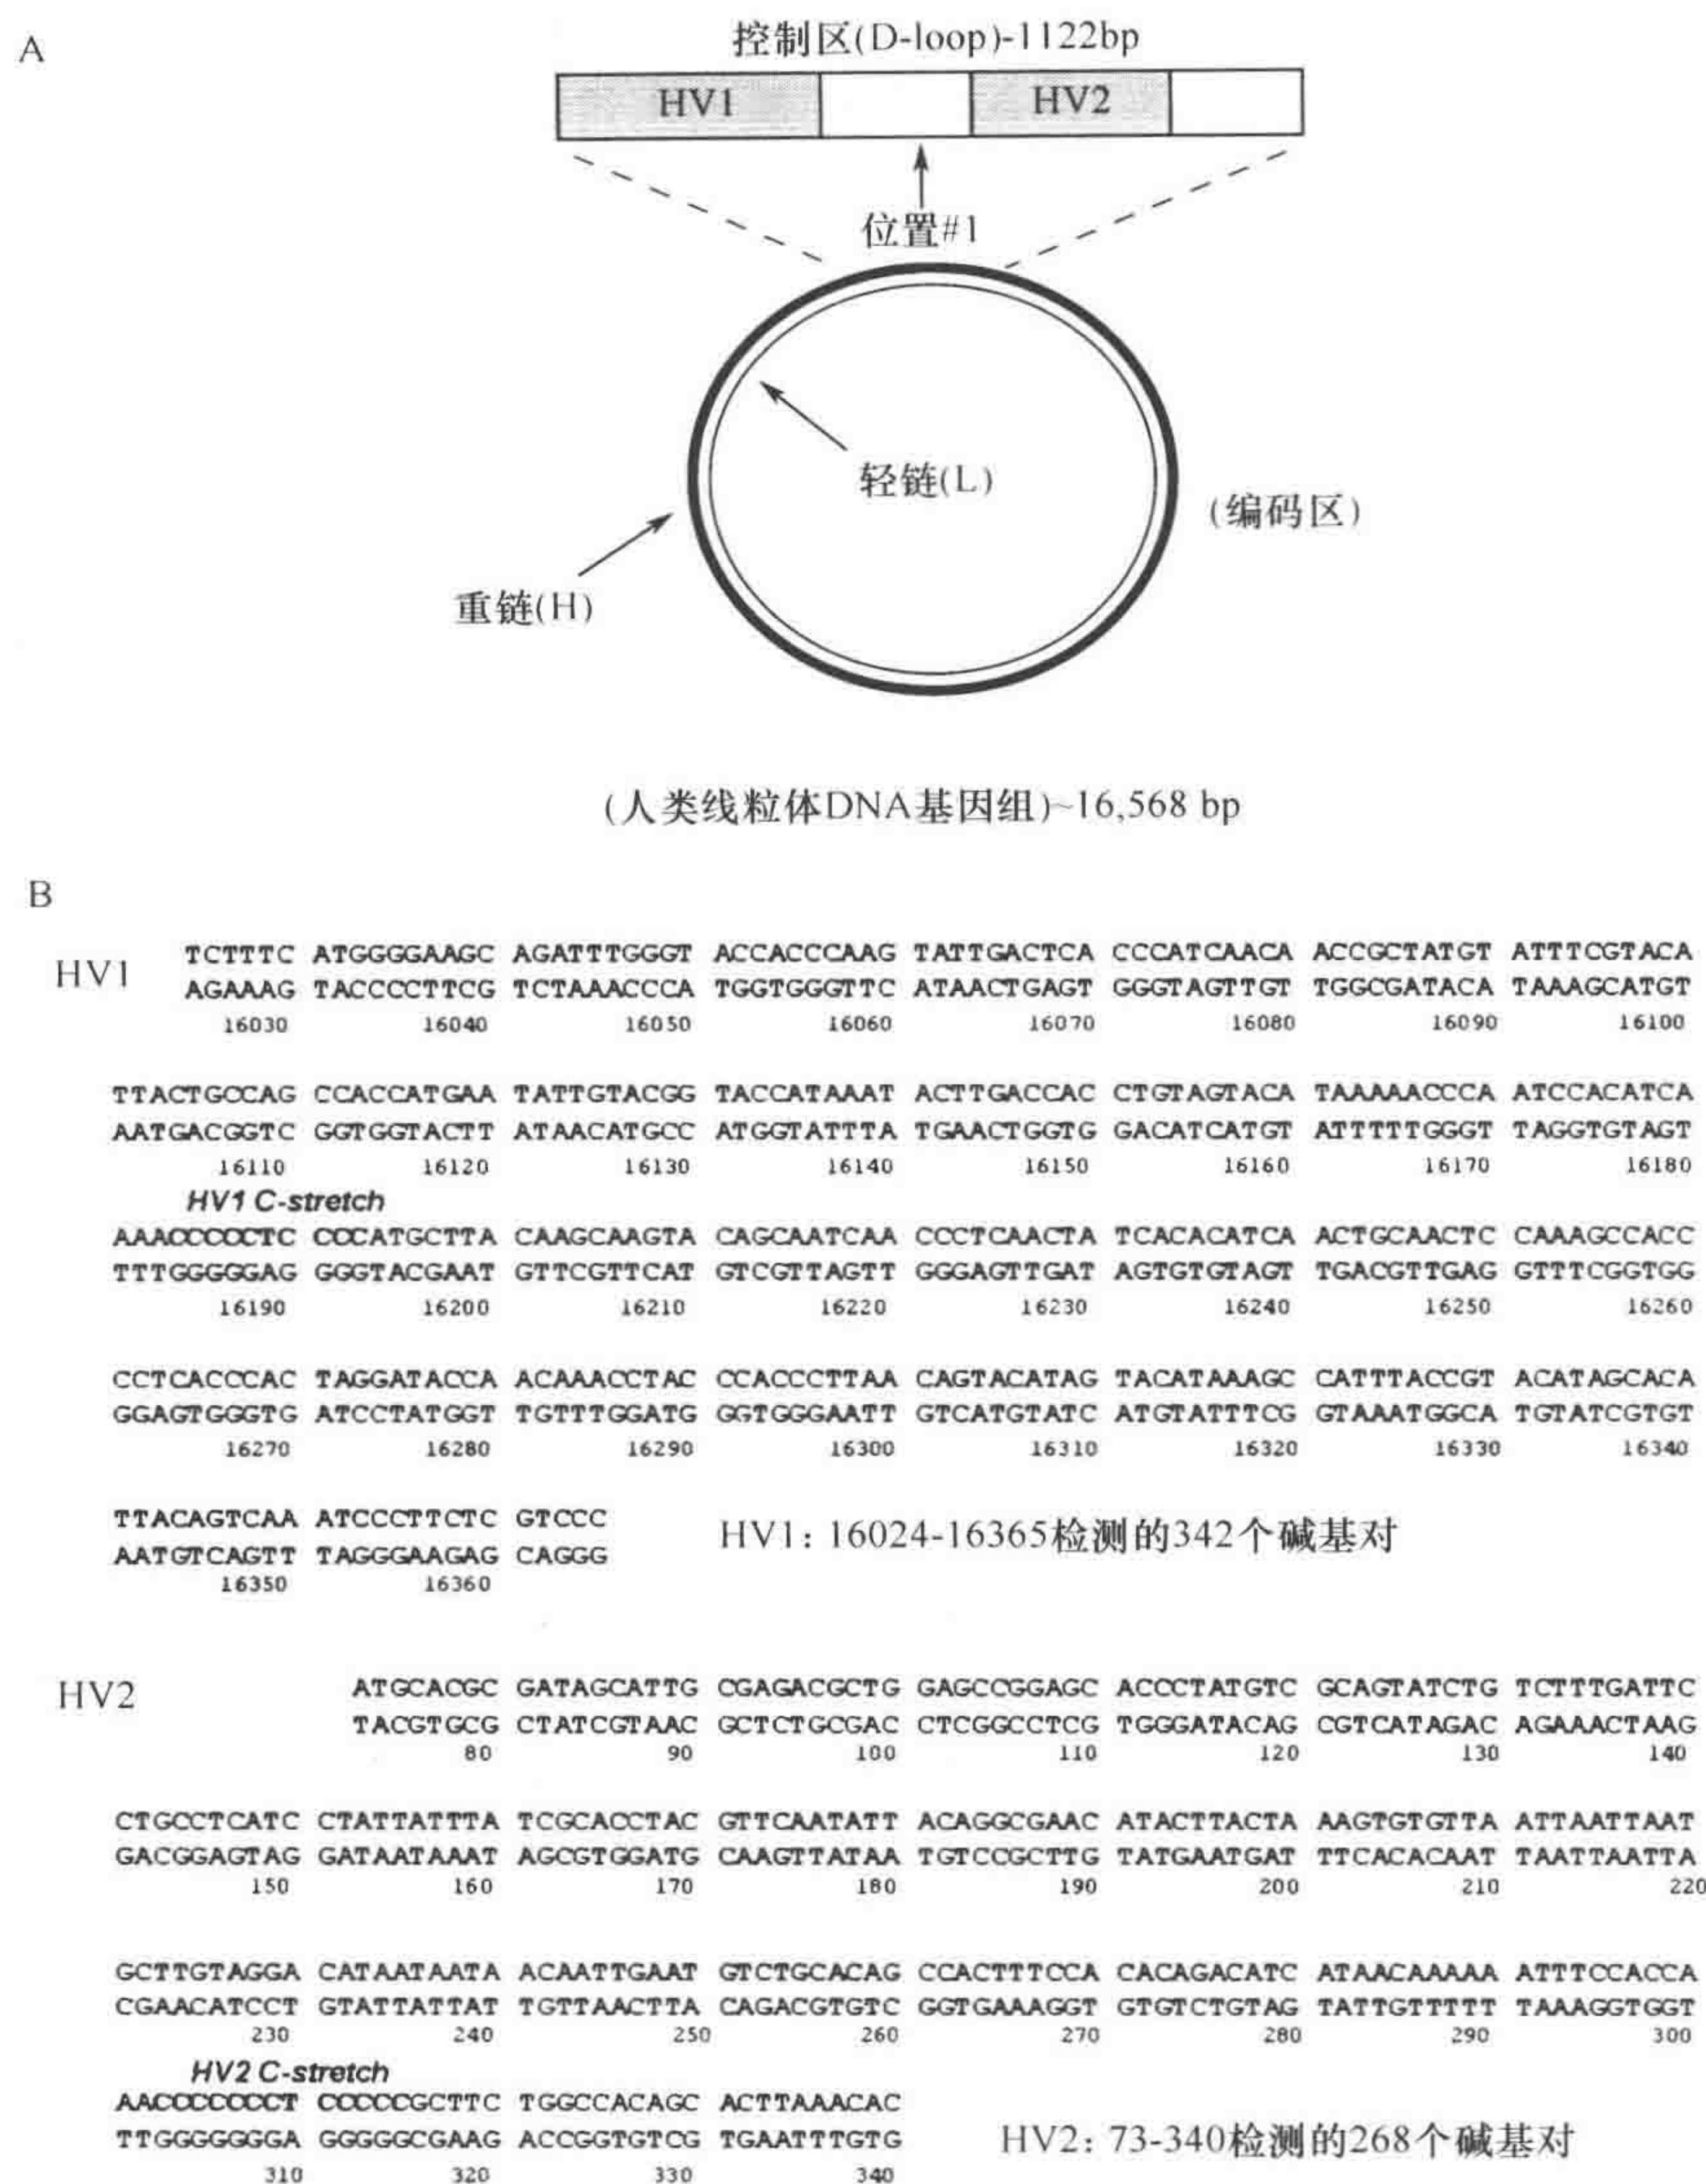 A
控制区(D-loop)-1122bp
HV1 HV2
位置#1
轻链(L)
(编码区)
重链(H)
(人类线粒体DNA基因组)~16,568 bp
B
HV1
TCTTTC ATGGGGAAGC AGATTTGGGT ACCACCCAAG TATTGACTCA CCCATCAACA ACCGCTATGT ATTTCGTACA
AGAAAG TACCCCTTCG TCTAAACCCA TGGTGGGTTC ATAACTGAGT GGGTAGTTGT TGGCGATACA TAAAGCATGT
16030 16040 16050 16060 16070 16080 16090 16100
TTACTGCCAG CCACCATGAA TATTGTACGG TACCATAAAT ACTTGACCAC CTGTAGTACA TAAAAACCCA ATCCACATCA
AATGACGGTC GGTGGTACTT ATAACATGCC ATGGTATTTA TGAACTGGTG GACATCATGT ATTTTTGGGT TAGGTGTAGT
16110 16120 16130 16140 16150 16160 16170 16180
HV1 C-stretch
AAACCCCCTC CCCATGCTTA CAAGCAAGTA CAGCAATCAA CCCTCAACTA TCACACATCA ACTGCAACTC CAAAGCCACC
TTTGGGGGAG GGGTACGAAT GTTCGTTCAT GTCGTTAGTT GGGAGTTGAT AGTGTGTAGT TGACGTTGAG GTTTCGGTGG
16190 16200 16210 16220 16230 16240 16250 16260
CCTCACCCAC TAGGATACCA ACAAACCTAC CCACCCTTAA CAGTACATAG TACATAAAGC CATTTACCGT ACATAGCACA
GGAGTGGGTG ATCCTATGGT TGTTTGGATG GGTGGGAATT GTCATGTATC ATGTATTTCG GTAAATGGCA TGTATCGTGT
16270 16280 16290 16300 16310 16320 16330 16340
TTACAGTCAA ATCCCTTCTC GTCCC
AATGTCAGTT TAGGGAAGAG CAGGG
16350 16360
HV1: 16024-16365检测的342个碱基对
HV2
ATGCACGC GATAGCATTG CGAGACGCTG GAGCCGGAGC ACCCTATGTC GCAGTATCTG TCTTTGATTC
TACGTGCG CTATCGTAAC GCTCTGCGAC CTCGGCCTCG TGGGATACAG CGTCATAGAC AGAAACTAAG
80 90 100 110 120 130 140
CTGCCTCATC CTATTATTTA TCGCACCTAC GTTCAATATT ACAGGCGAAC ATACTTACTA AAGTGTGTTA ATTAATTAAT
GACGGAGTAG GATAATAAAT AGCGTGGATG CAAGTTATAA TGTCCGCTTG TATGAATGAT TTCACACAAT TAATTAATTA
150 160 170 180 190 200 210 220
GCTTGTAGGA CATAATAATA ACAATTGAAT GTCTGCACAG CCACTTTCCA CACAGACATC ATAACAAAAA ATTTCCACCA
CGAACATCCT GTATTATTAT TGTTAACTTA CAGACGTGTC GGTGAAAGGT GTGTCTGTAG TATTGTTTTT TAAAGGTGGT
230 240 250 260 270 280 290 300
HV2 C-stretch
AACCCCCCCT CCCCCGCTTC TGGCCACAGC ACTTAAACAC
TTGGGGGGGA GGGGGCGAAG ACCGGTGTCG TGAATTTGTG
310 320 330 340
HV2: 73-340检测的268个碱基对